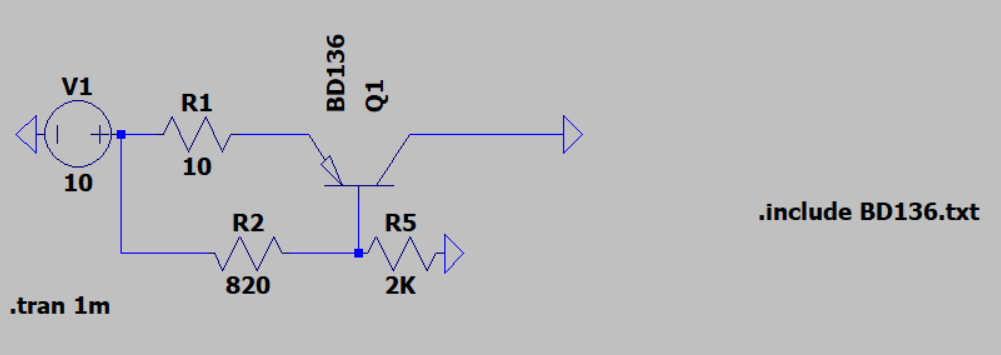 V1
10
R1
10
BD136
Q1
R2
820
R5
2K
.include BD136.txt
.tran 1m